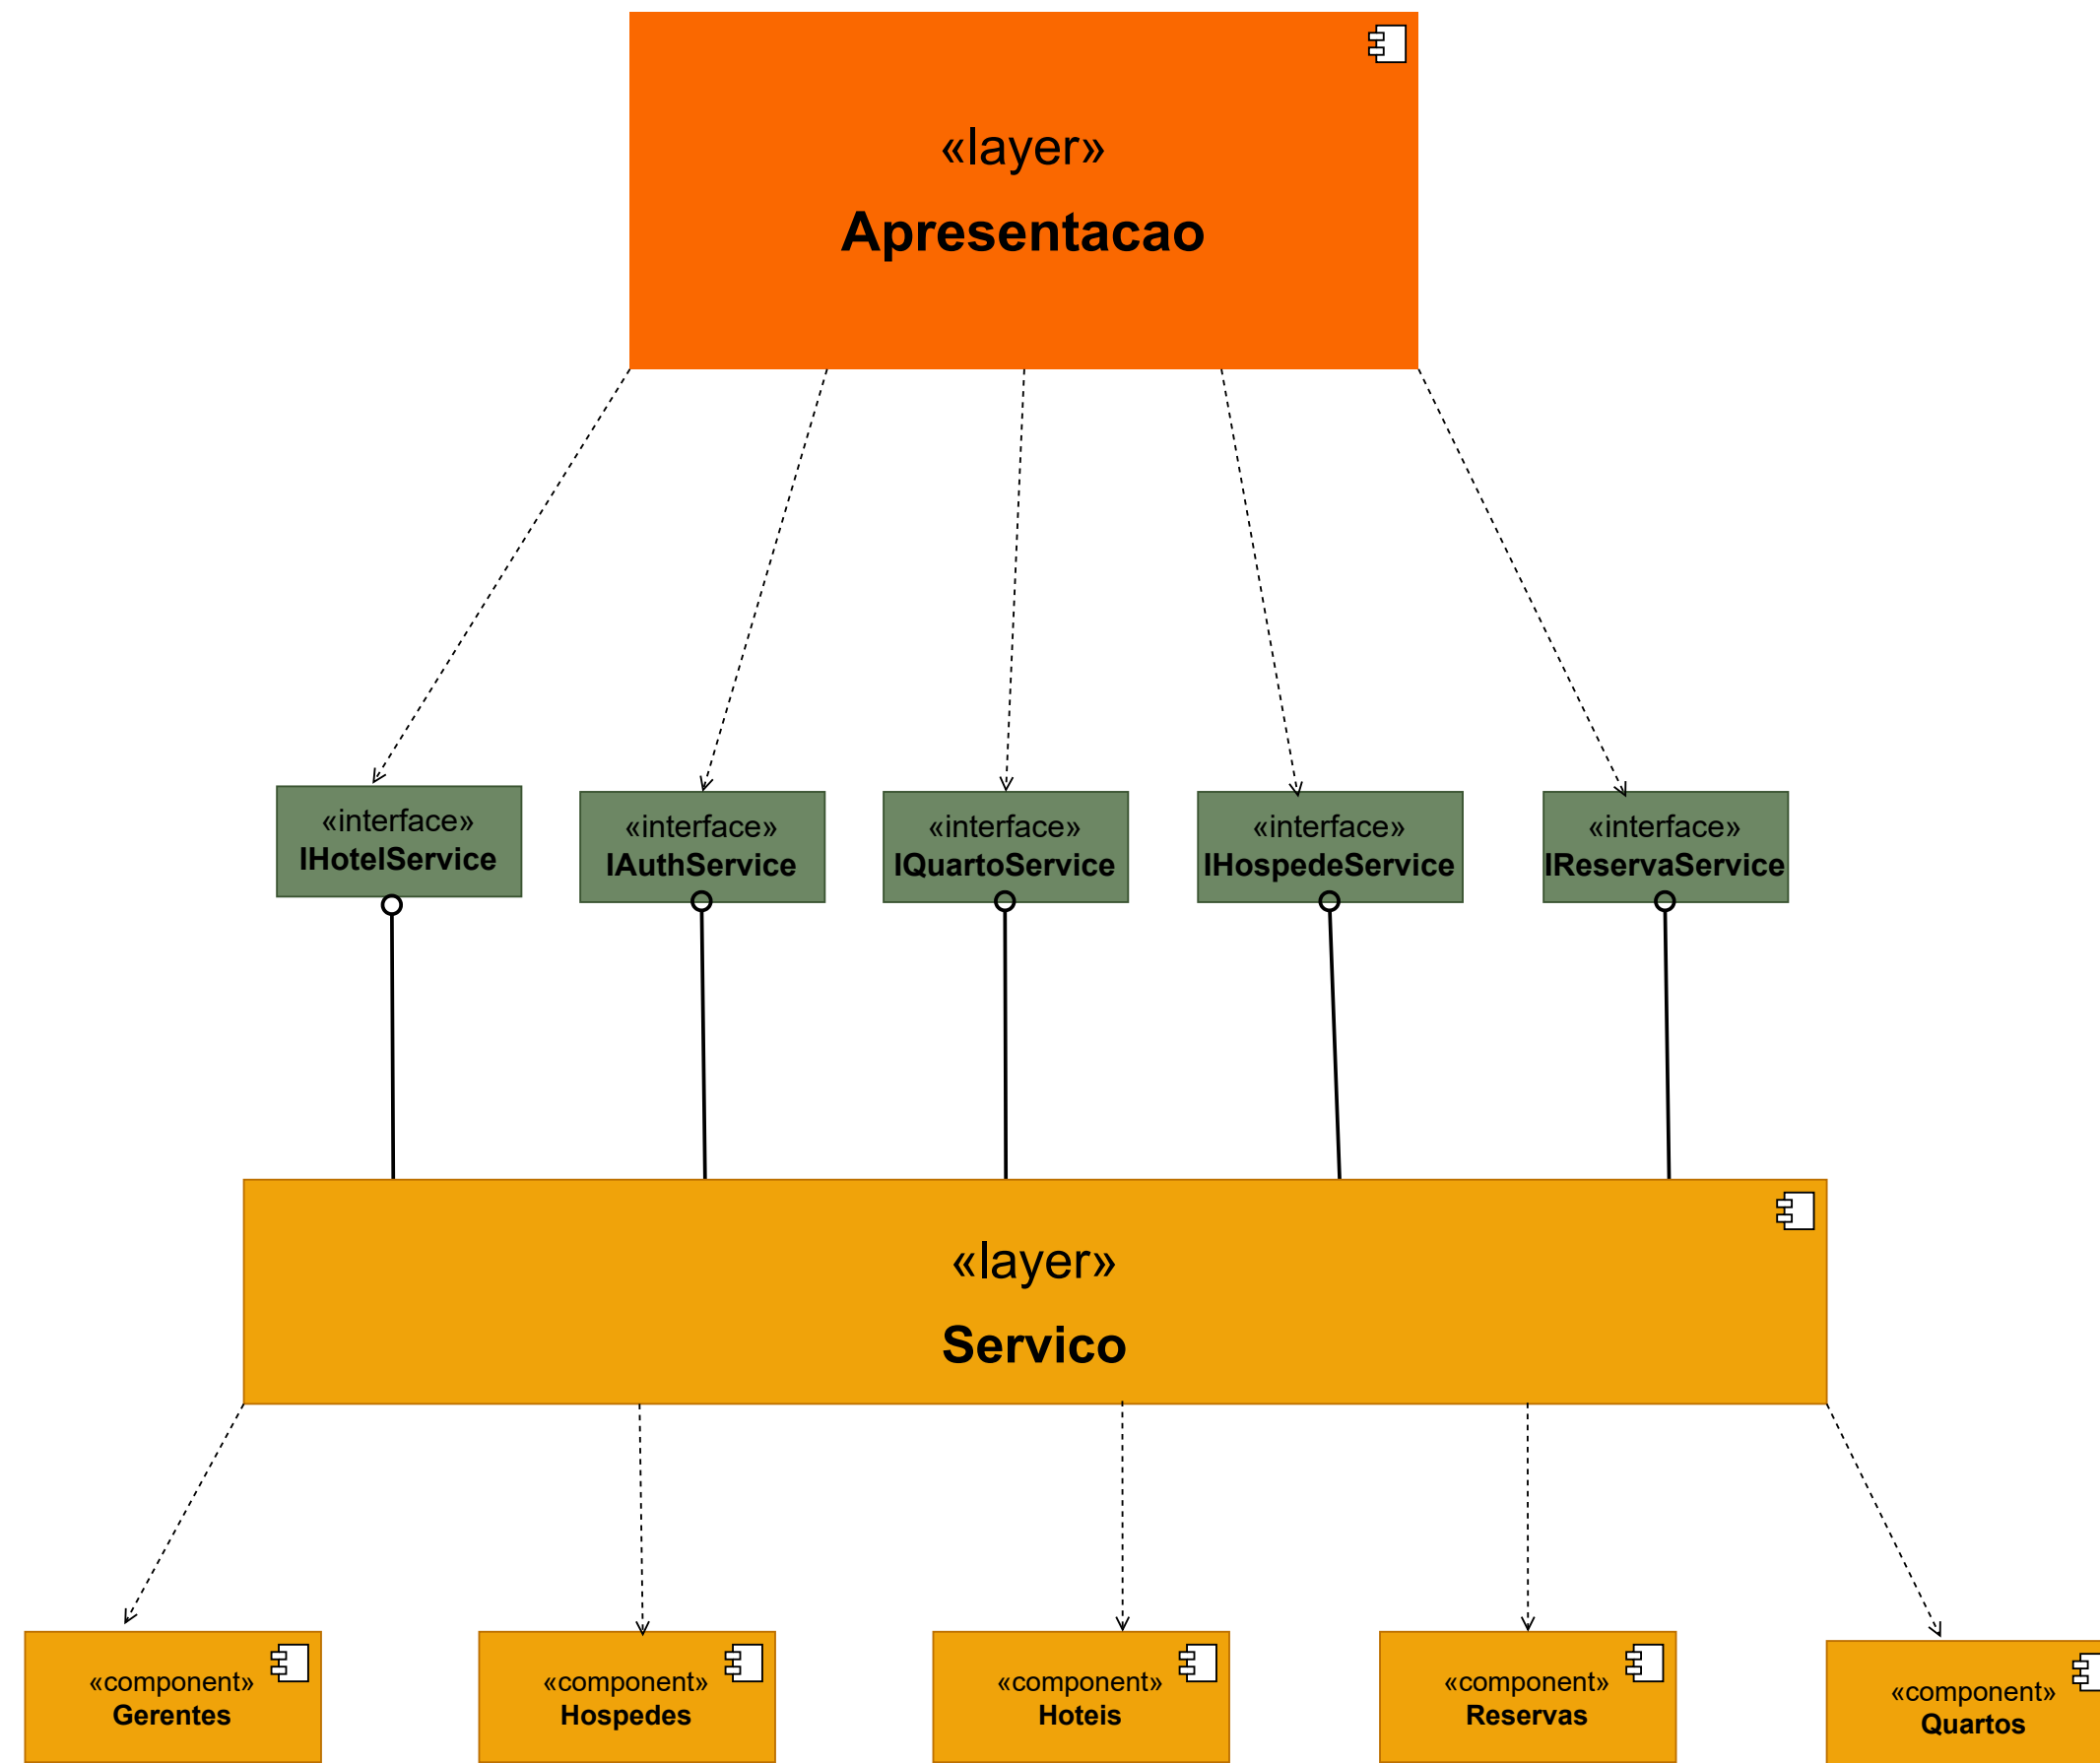 «layer»
Apresentacao
«interface»
IHotelService
«interface»
IAuthService
«interface»
IQuartoService
«interface»
IHospedeService
«interface»
IReservaService
«layer»
Servico
«component»
Gerentes
«component»
Hospedes
«component»
Hoteis
«component»
Reservas
«component»
Quartos